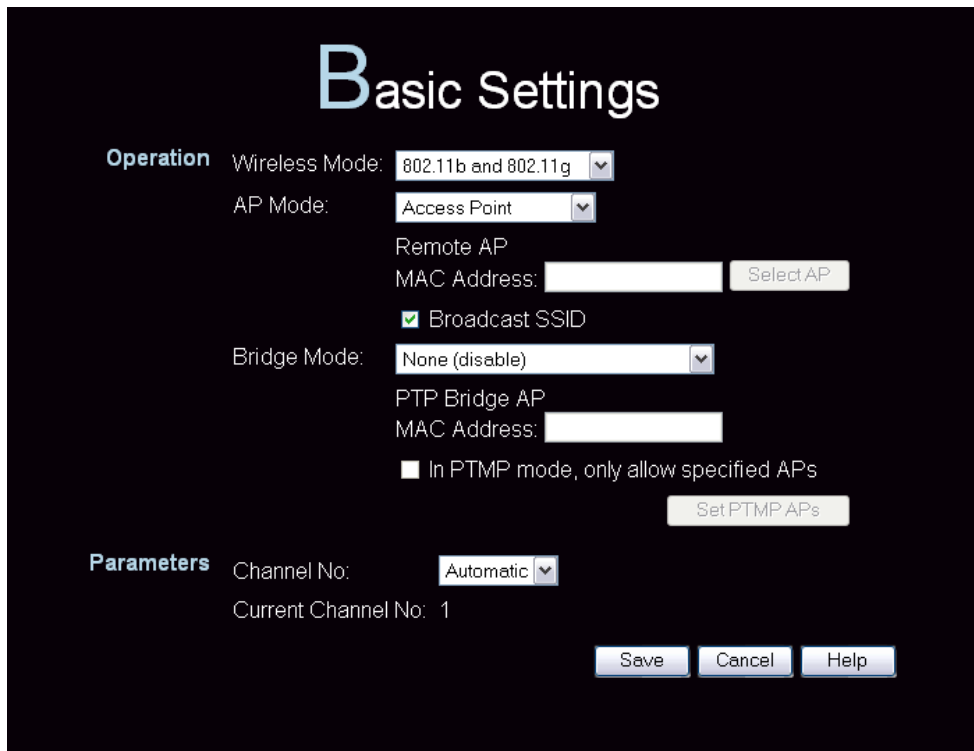 Basic Settings
Operation Wireless Mode: 802.11b and 802.11g
AP Mode: Access Point
Remote AP
MAC Address: Select AP
Broadcast SSID
Bridge Mode: None (disable)
PTP Bridge AP
MAC Address:
In PTMP mode, only allow specified APs
Set PTMP APs
Parameters Channel No: Automatic
Current Channel No: 1
Save Cancel Help